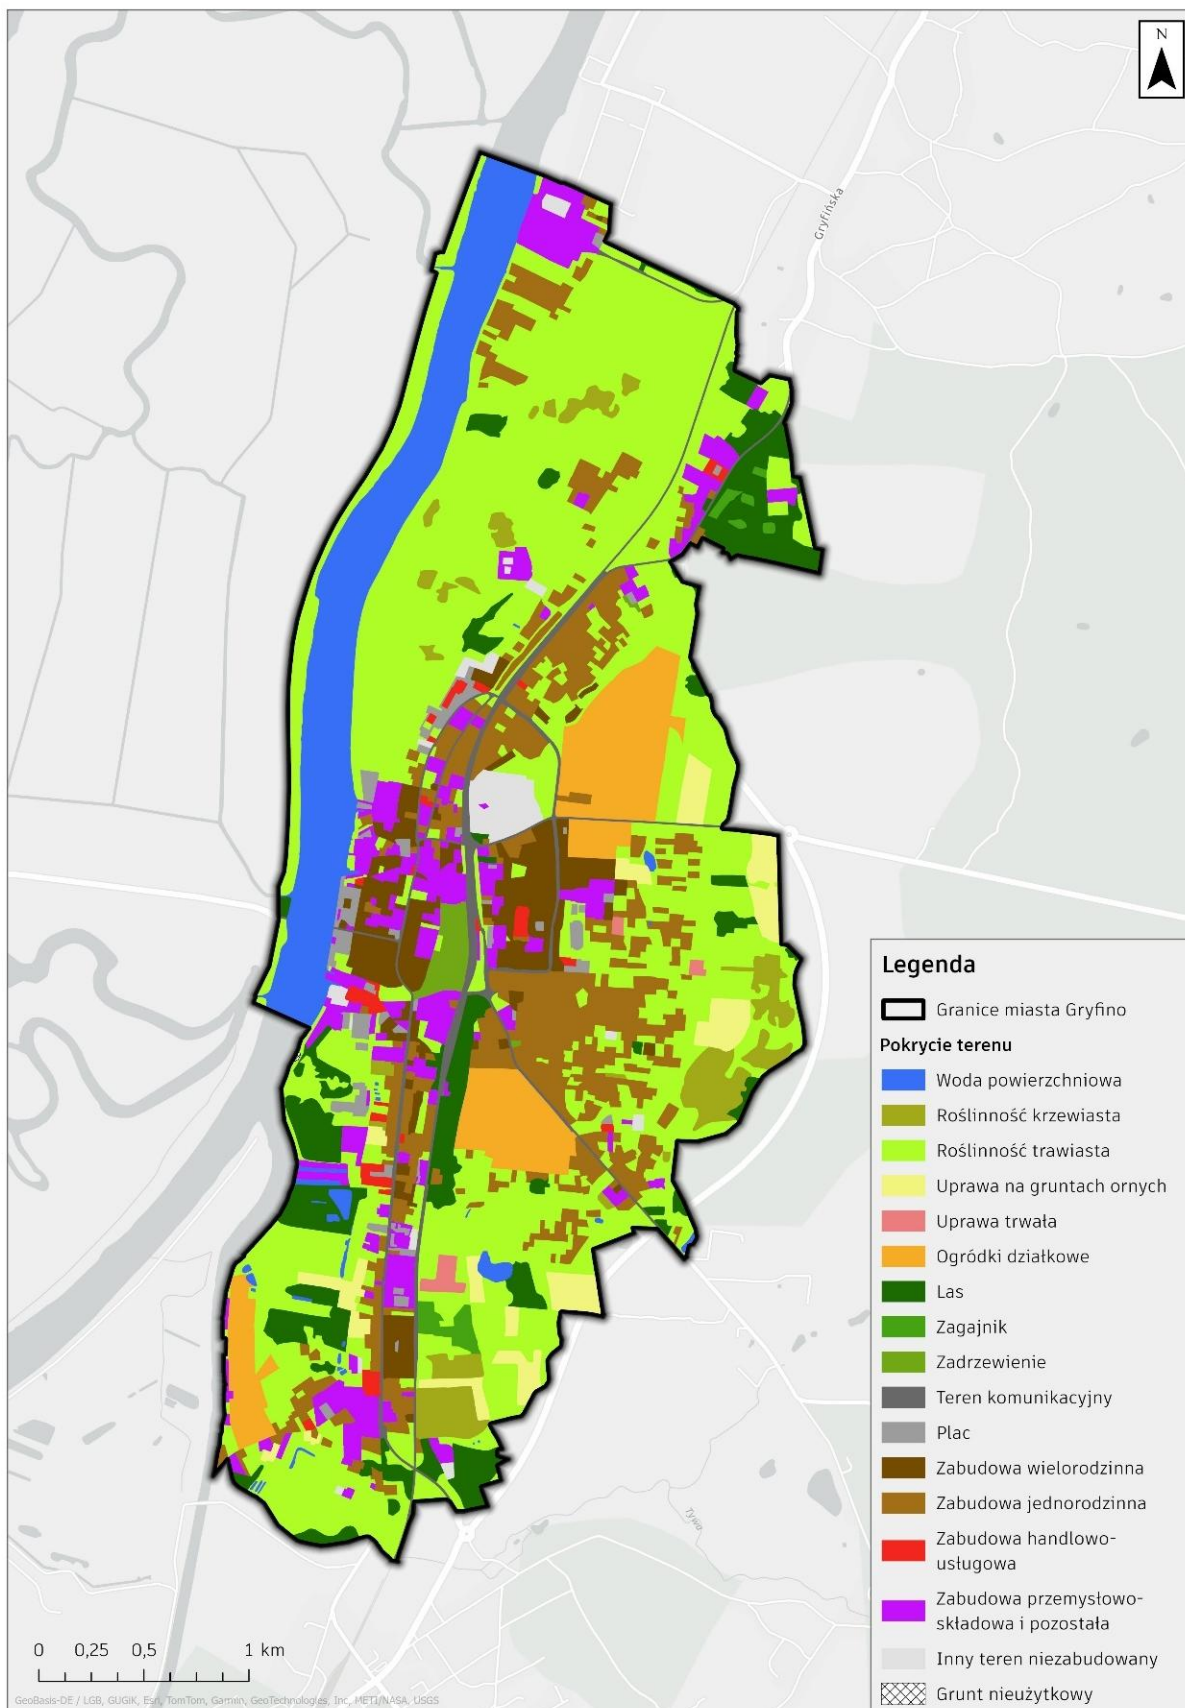 N
Gryfińska
Legenda
Granice miasta Gryfino
Pokrycie terenu
Woda powierzchniowa
Roślinność krzewiasta
Roślinność trawiasta
Uprawa na gruntach ornych
Uprawa trwała
Ogródki działkowe
Las
Zagajnik
Zadrzewienie
Teren komunikacyjny
Plac
Zabudowa wielorodzinna
Zabudowa jednorodzinna
Zabudowa handlowo-
usługowa
Zabudowa przemysłowo-
składowa i pozostała
Inny teren niezabudowany
Grunt nieużytkowy
Tywa
0 0,25 0,5 1 km
GeoBasis-DE / LGB, GUGiK, Esri, TomTom, Garmin, GeoTechnologies, Inc, METI/NASA, USGS